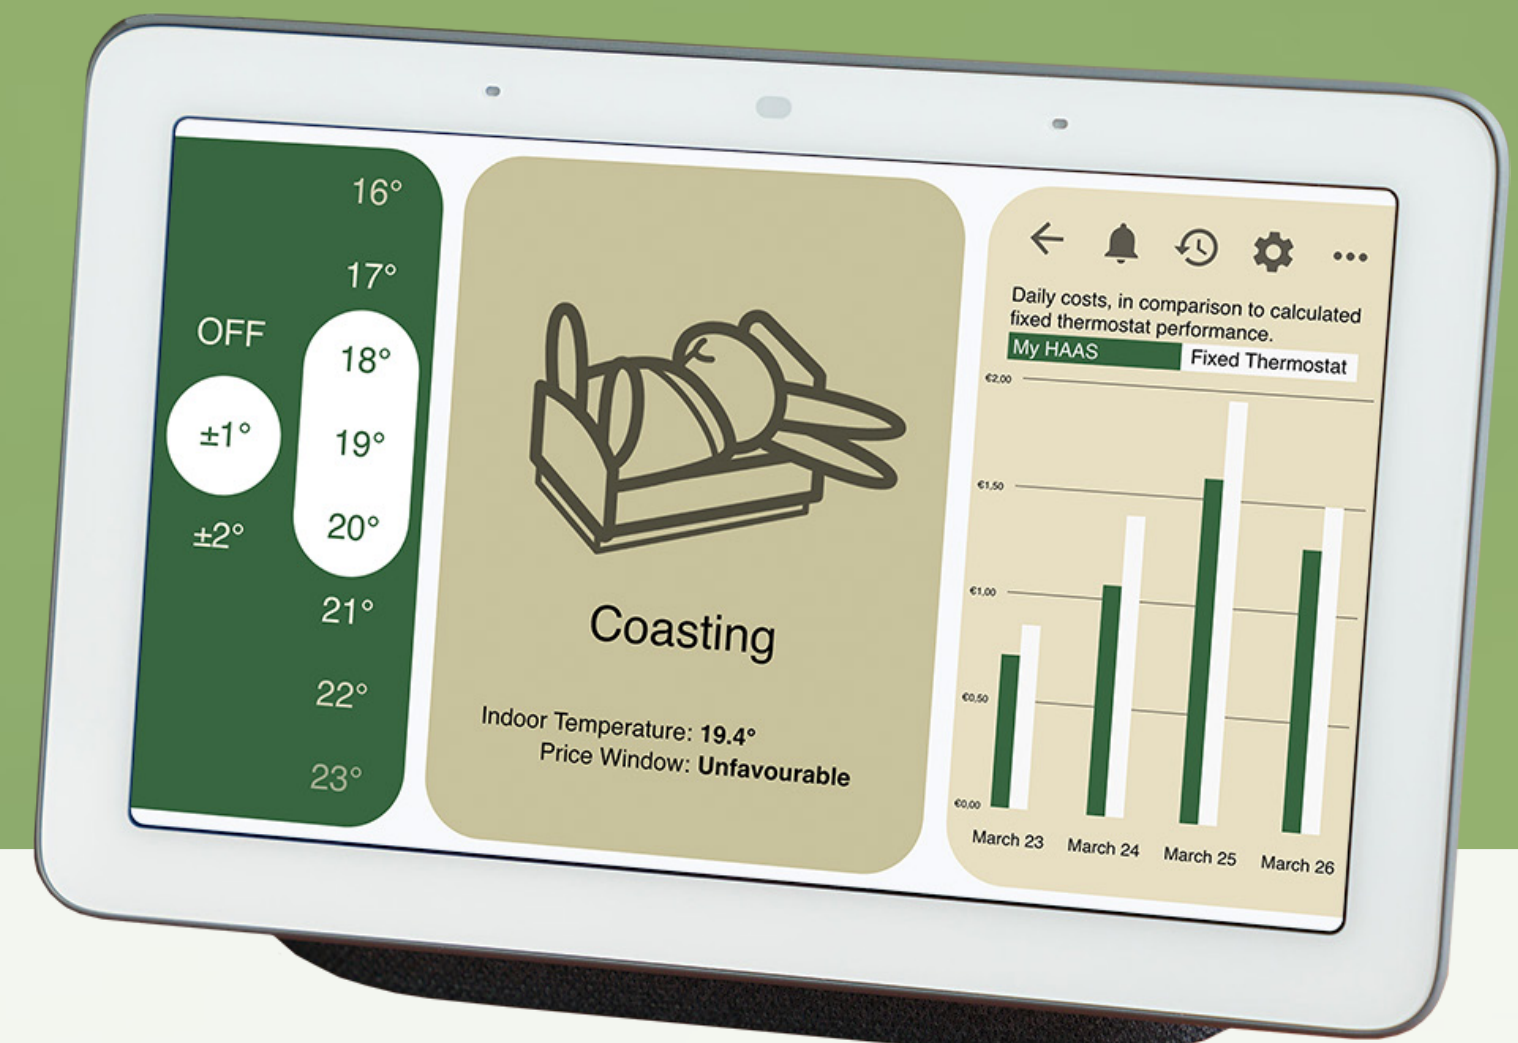 16°
17°
OFF
18°
±1°
19°
20°
±2°
21°
22°
23°
Coasting
Indoor Temperature: 19.4°
Price Window: Unfavourable
Daily costs, in comparison to calculated
fixed thermostat performance.
My HAAS
Fixed Thermostat
€2,00
€1,50
€1,00
€0,50
€0,00
March 23
March 24
March 25
March 26